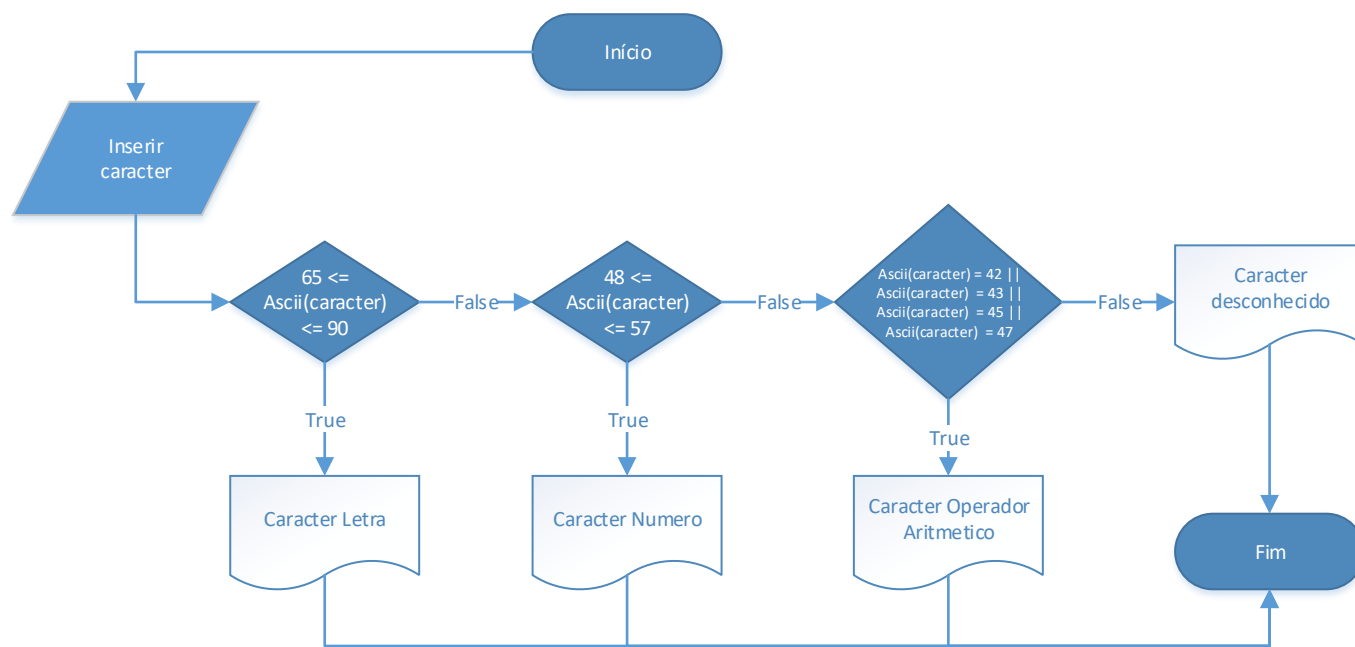 Início
Inserir
caracter
65 <=
Ascii(caracter)
<= 90
False
48 <=
Ascii(caracter)
<= 57
False
Ascii(caracter) = 42 ||
Ascii(caracter) = 43 ||
Ascii(caracter) = 45 ||
Ascii(caracter) = 47
False
Caracter
desconhecido
True
True
True
Caracter Letra
Caracter Numero
Caracter Operador
Aritmetico
Fim